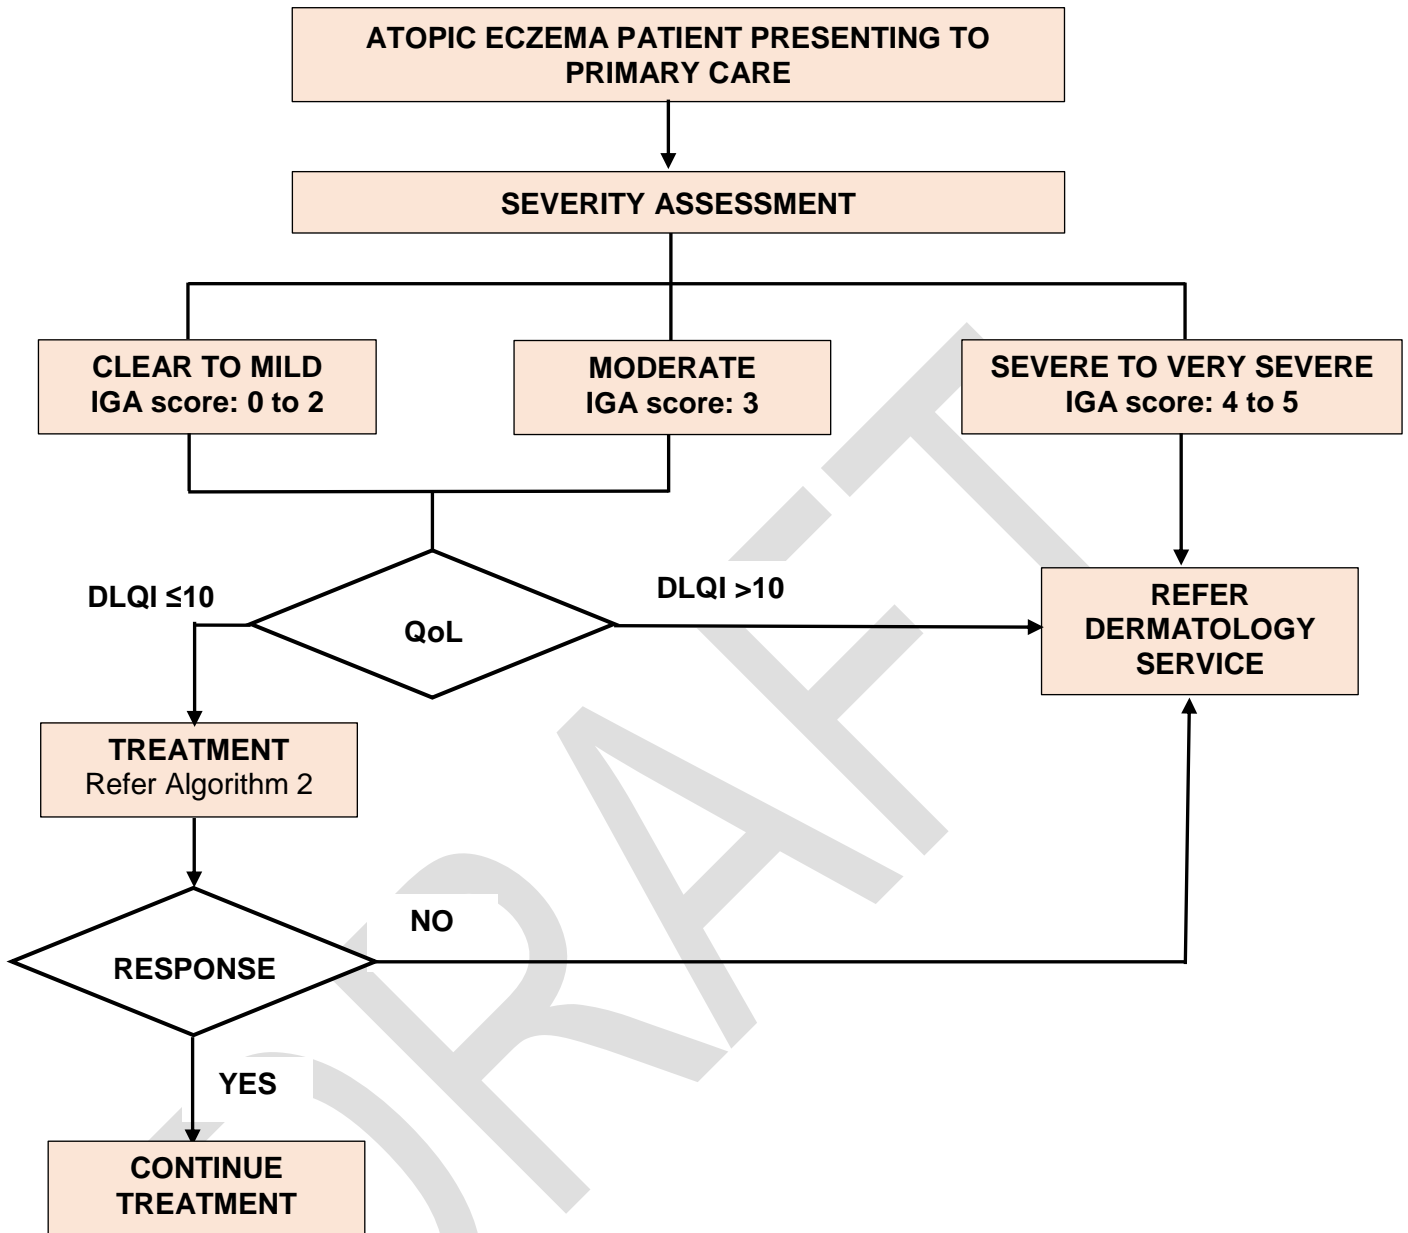 ATOPIC ECZEMA PATIENT PRESENTING TO
PRIMARY CARE
SEVERITY ASSESSMENT
CLEAR TO MILD
IGA score: 0 to 2
MODERATE
IGA score: 3
SEVERE TO VERY SEVERE
IGA score: 4 to 5
DLQI ≤10
QoL
DLQI >10
REFER
DERMATOLOGY
SERVICE
TREATMENT
Refer Algorithm 2
RESPONSE
NO
YES
CONTINUE
TREATMENT
DRAFT